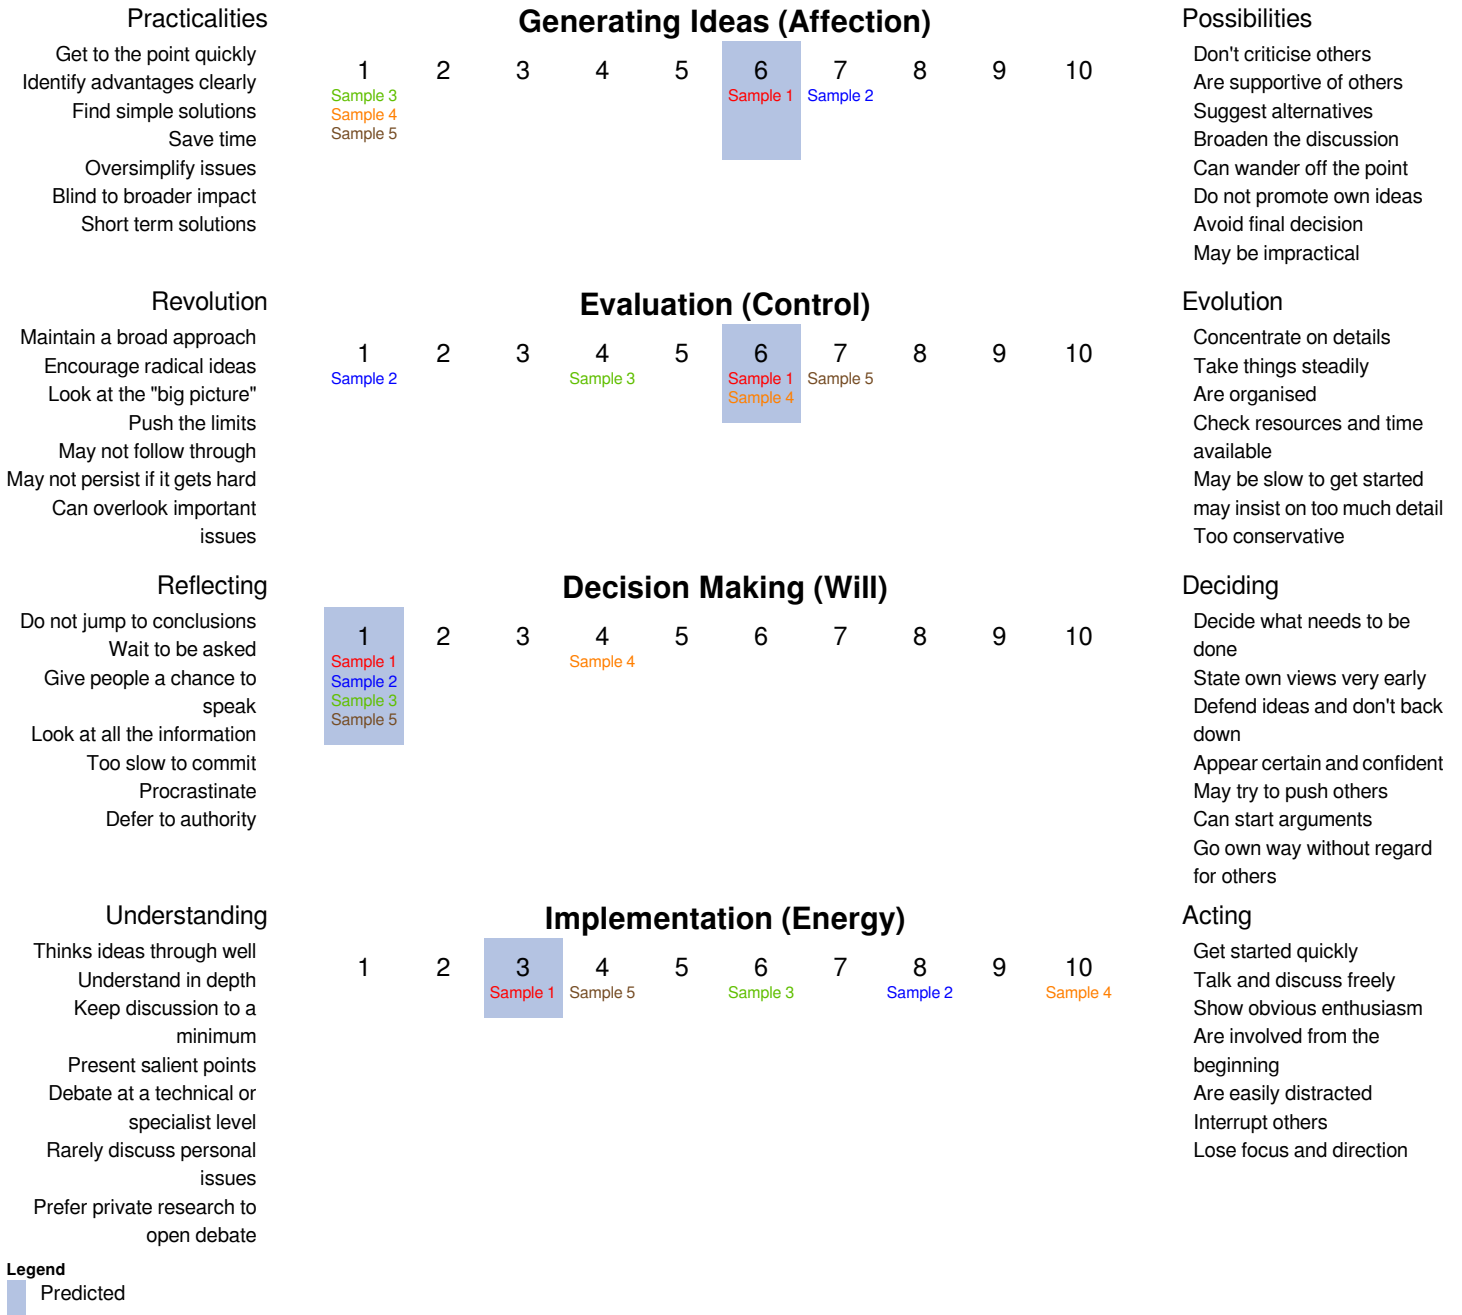 Practicalities
Get to the point quickly
Identify advantages clearly
Find simple solutions
Save time
Oversimplify issues
Blind to broader impact
Short term solutions
Generating Ideas (Affection)
1 2 3 4 5 6 7 8 9 10
Sample 3 Sample 1 Sample 2
Sample 4
Sample 5
Possibilities
Don't criticise others
Are supportive of others
Suggest alternatives
Broaden the discussion
Can wander off the point
Do not promote own ideas
Avoid final decision
May be impractical
Revolution
Maintain a broad approach
Encourage radical ideas
Look at the "big picture"
Push the limits
May not follow through
May not persist if it gets hard
Can overlook important
issues
Evaluation (Control)
1 2 3 4 5 6 7 8 9 10
Sample 2 Sample 3 Sample 1 Sample 5
Sample 4
Evolution
Concentrate on details
Take things steadily
Are organised
Check resources and time
available
May be slow to get started
may insist on too much detail
Too conservative
Reflecting
Do not jump to conclusions
Wait to be asked
Give people a chance to
speak
Look at all the information
Too slow to commit
Procrastinate
Defer to authority
Decision Making (Will)
1 2 3 4 5 6 7 8 9 10
Sample 1 Sample 4
Sample 2
Sample 3
Sample 5
Deciding
Decide what needs to be
done
State own views very early
Defend ideas and don't back
down
Appear certain and confident
May try to push others
Can start arguments
Go own way without regard
for others
Understanding
Thinks ideas through well
Understand in depth
Keep discussion to a
minimum
Present salient points
Debate at a technical or
specialist level
Rarely discuss personal
issues
Prefer private research to
open debate
Implementation (Energy)
1 2 3 4 5 6 7 8 9 10
Sample 1 Sample 5 Sample 3 Sample 2 Sample 4
Acting
Get started quickly
Talk and discuss freely
Show obvious enthusiasm
Are involved from the
beginning
Are easily distracted
Interrupt others
Lose focus and direction
Legend
Predicted